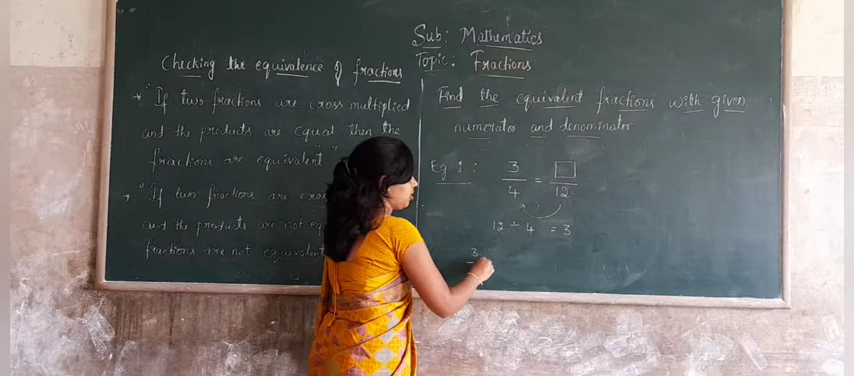 Sub: Mathematics
Topic: Fractions
Checking the equivalence of fractions
* "If two fractions are cross multiplied
and the products are equal then the
fractions are equivalent"
* "If two fractions are
and the products are not
fractions are not equivalent
Find the equivalent fractions with given
numerator and denominator
Eg 1: 3/4 = □/12
12 ÷ 4 = 3
3